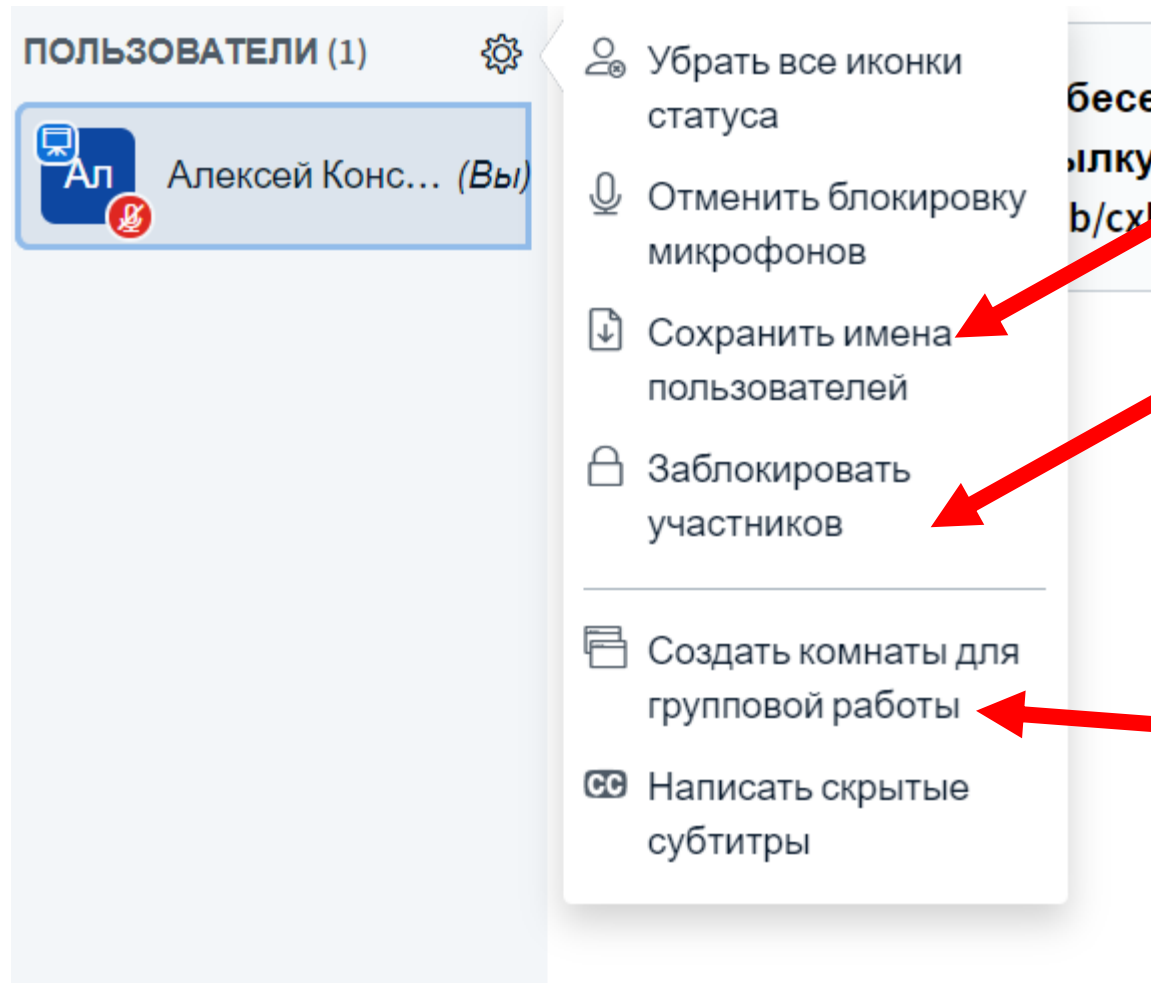 ПОЛЬЗОВАТЕЛИ (1)
Ал
Алексей Конс... (Вы)
Убрать все иконки
статуса
Отменить блокировку
микрофонов
Сохранить имена
пользователей
Заблокировать
участников
Создать комнаты для
групповой работы
CC
Написать скрытые
субтитры